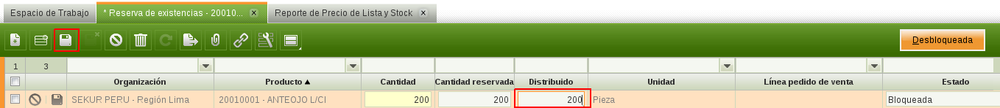 Espacio de Trabajo
* Reserva de existencias - 20010...
Reporte de Precio de Lista y Stock
Desbloqueada
1 3
Organización Producto Cantidad Cantidad reservada Distribuido Unidad Línea pedido de venta Estado
SEKUR PERU - Región Lima 20010001 - ANTEOJO L/CI 200 200 200 Pieza Bloqueada